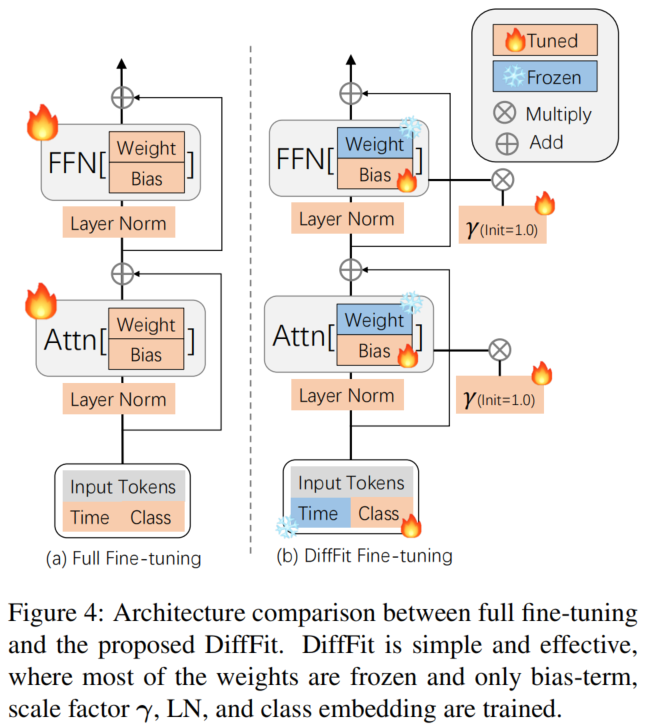 Tuned
Frozen
Multiply
Add
FFN[ Weight ]
Bias
Layer Norm
Attn[ Weight ]
Bias
Layer Norm
Input Tokens
Time Class
(a) Full Fine-tuning
FFN[ Weight ]
Bias
γ(Init=1.0)
Layer Norm
Attn[ Weight ]
Bias
γ(Init=1.0)
Layer Norm
Input Tokens
Time Class
(b) DiffFit Fine-tuning
Figure 4: Architecture comparison between full fine-tuning
and the proposed DiffFit. DiffFit is simple and effective,
where most of the weights are frozen and only bias-term,
scale factor γ, LN, and class embedding are trained.